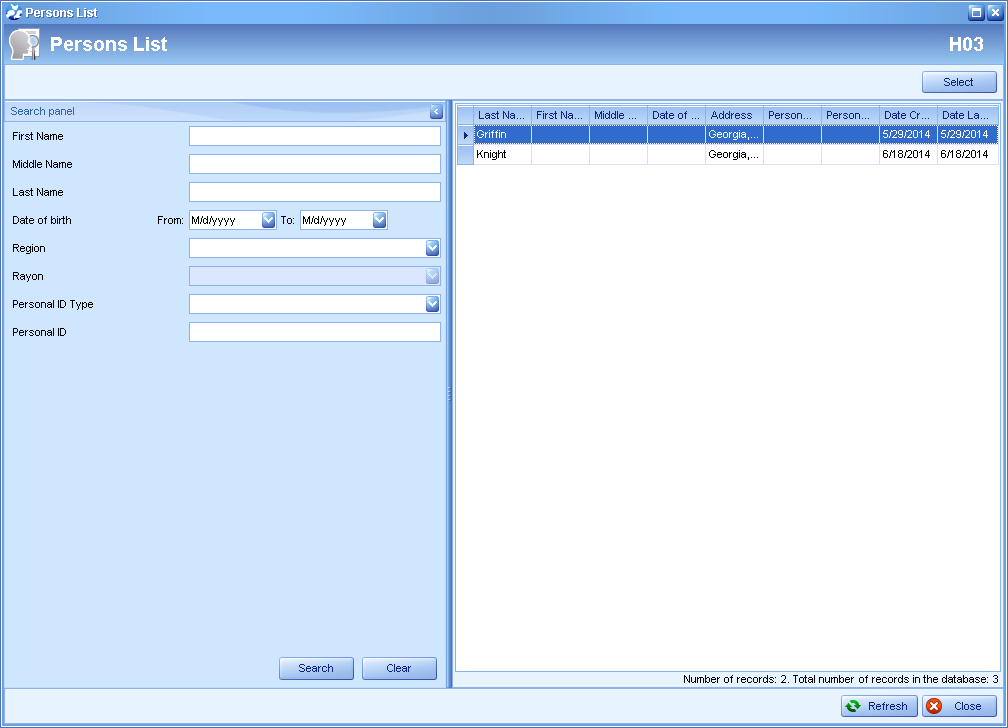 Persons List
Persons List H03
Select
Search panel
First Name
Middle Name
Last Name
Date of birth From: M/d/yyyy To: M/d/yyyy
Region
Rayon
Personal ID Type
Personal ID
Search Clear
Last Na... First Na... Middle ... Date of ... Address Person... Person... Date Cr... Date La...
Griffin Georgia,... 5/29/2014 5/29/2014
Knight Georgia,... 6/18/2014 6/18/2014
Number of records: 2. Total number of records in the database: 3
Refresh Close